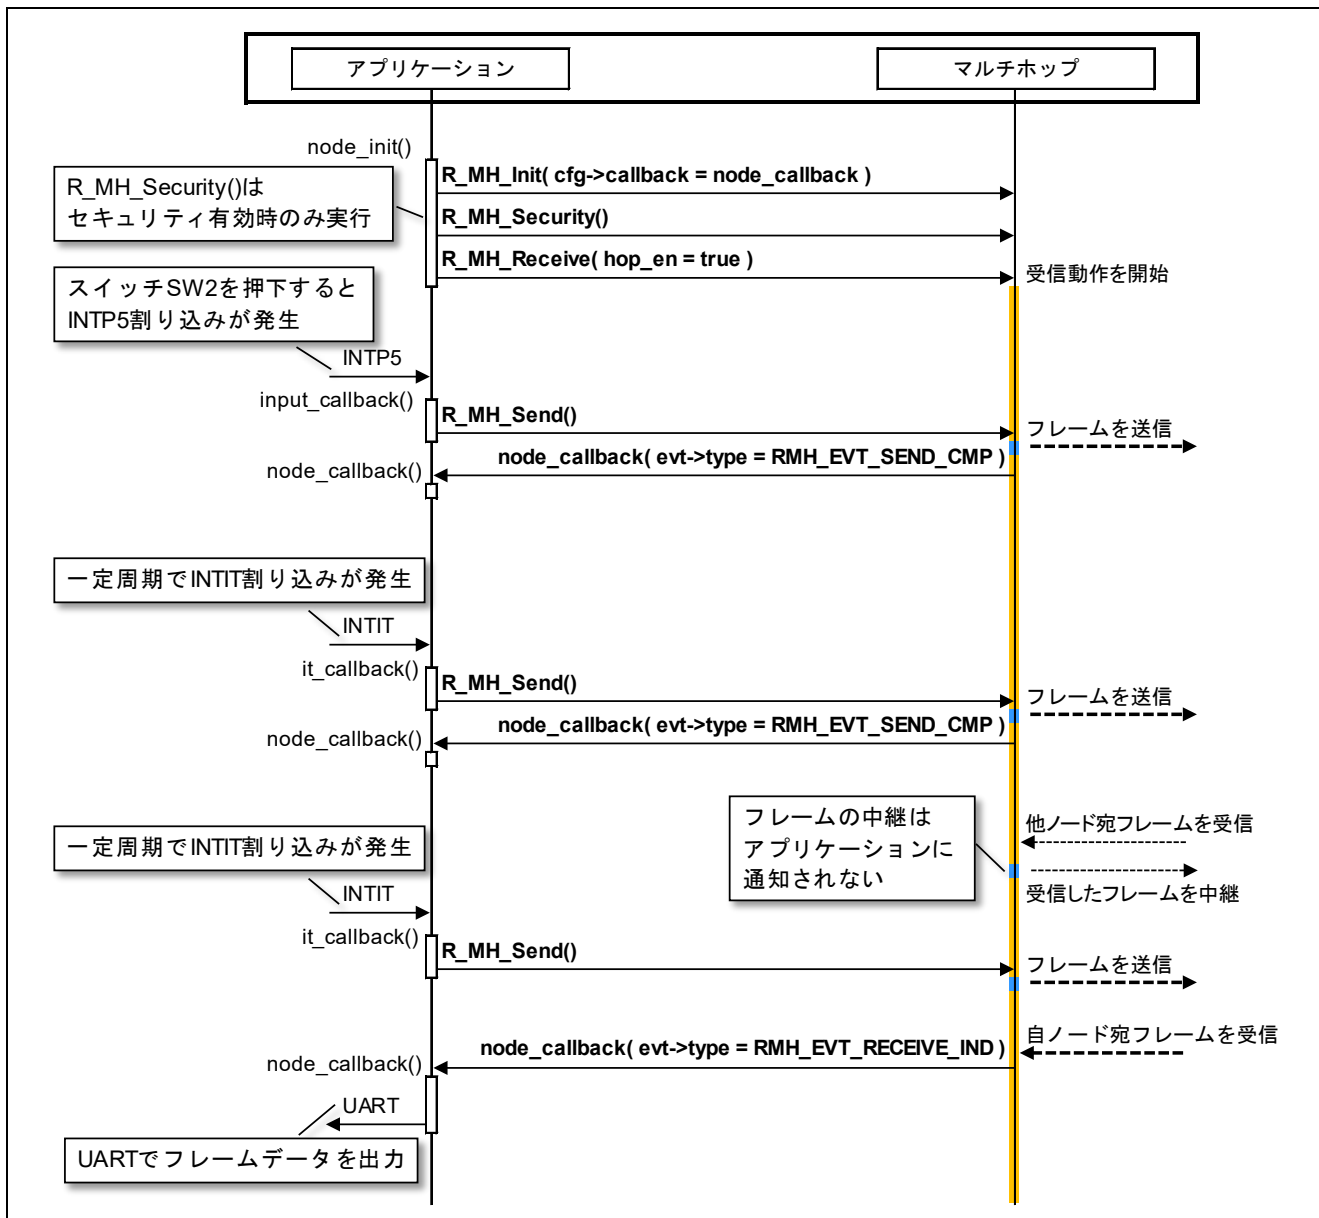 アプリケーション
マルチホップ
node_init()
R_MH_Init( cfg->callback = node_callback )
R_MH_Security()は
セキュリティ有効時のみ実行
R_MH_Security()
R_MH_Receive( hop_en = true )
受信動作を開始
スイッチSW2を押下すると
INTP5割り込みが発生
INTP5
input_callback()
R_MH_Send()
フレームを送信
node_callback( evt->type = RMH_EVT_SEND_CMP )
node_callback()
一定周期でINTIT割り込みが発生
INTIT
it_callback()
R_MH_Send()
フレームを送信
node_callback( evt->type = RMH_EVT_SEND_CMP )
node_callback()
フレームの中継は
アプリケーションに
通知されない
他ノード宛フレームを受信
受信したフレームを中継
一定周期でINTIT割り込みが発生
INTIT
it_callback()
R_MH_Send()
フレームを送信
自ノード宛フレームを受信
node_callback( evt->type = RMH_EVT_RECEIVE_IND )
node_callback()
UART
UARTでフレームデータを出力